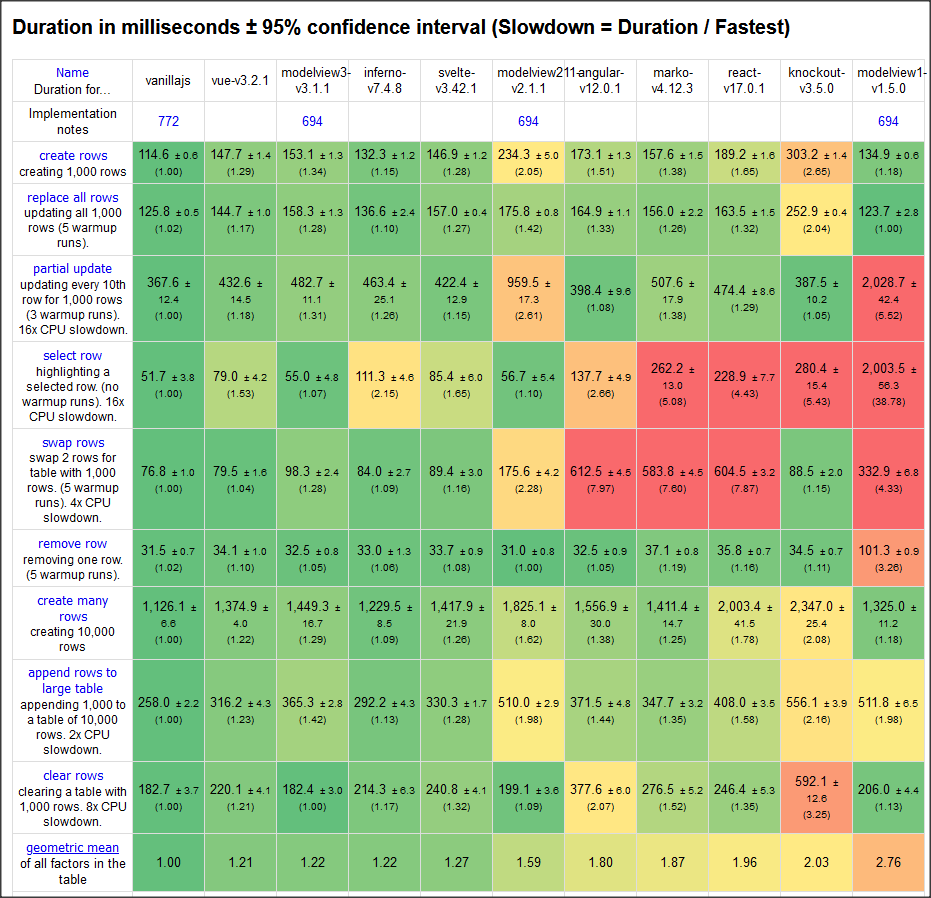 Duration in milliseconds ± 95% confidence interval (Slowdown = Duration / Fastest)
Name Duration for... vanillajs vue-v3.2.1 modelview3-v3.1.1 inferno-v7.4.8 svelte-v3.42.1 modelview211-v2.1.1 angular-v12.0.1 marko-v4.12.3 react-v17.0.1 knockout-v3.5.0 modelview1-v1.5.0
Implementation notes 772 694 694 694
create rows creating 1,000 rows 114.6 ± 0.6 (1.00) 147.7 ± 1.4 (1.29) 153.1 ± 1.3 (1.34) 132.3 ± 1.2 (1.15) 146.9 ± 1.2 (1.28) 234.3 ± 5.0 (2.05) 173.1 ± 1.3 (1.51) 157.6 ± 1.5 (1.38) 189.2 ± 1.6 (1.65) 303.2 ± 1.4 (2.65) 134.9 ± 0.6 (1.18)
replace all rows updating all 1,000 rows (5 warmup runs). 125.8 ± 0.5 (1.02) 144.7 ± 1.0 (1.17) 158.3 ± 1.3 (1.28) 136.6 ± 2.4 (1.10) 157.0 ± 0.4 (1.27) 175.8 ± 0.8 (1.42) 164.9 ± 1.1 (1.33) 156.0 ± 2.2 (1.26) 163.5 ± 1.5 (1.32) 252.9 ± 0.4 (2.04) 123.7 ± 2.8 (1.00)
partial update updating every 10th row for 1,000 rows (3 warmup runs). 16x CPU slowdown. 367.6 ± 12.4 (1.00) 432.6 ± 14.5 (1.18) 482.7 ± 11.1 (1.31) 463.4 ± 25.1 (1.26) 422.4 ± 12.9 (1.15) 959.5 ± 17.3 (2.61) 398.4 ± 9.6 (1.08) 507.6 ± 17.9 (1.38) 474.4 ± 8.6 (1.29) 387.5 ± 10.2 (1.05) 2,028.7 ± 42.4 (5.52)
select row highlighting a selected row. (no warmup runs). 16x CPU slowdown. 51.7 ± 3.8 (1.00) 79.0 ± 4.2 (1.53) 55.0 ± 4.8 (1.07) 111.3 ± 4.6 (2.15) 85.4 ± 6.0 (1.65) 56.7 ± 5.4 (1.10) 137.7 ± 4.9 (2.66) 262.2 ± 13.0 (5.08) 228.9 ± 7.7 (4.43) 280.4 ± 15.4 (5.43) 2,003.5 ± 56.3 (38.78)
swap rows swap 2 rows for table with 1,000 rows. (5 warmup runs). 4x CPU slowdown. 76.8 ± 1.0 (1.00) 79.5 ± 1.6 (1.04) 98.3 ± 2.4 (1.28) 84.0 ± 2.7 (1.09) 89.4 ± 3.0 (1.16) 175.6 ± 4.2 (2.28) 612.5 ± 4.5 (7.97) 583.8 ± 4.5 (7.60) 604.5 ± 3.2 (7.87) 88.5 ± 2.0 (1.15) 332.9 ± 6.8 (4.33)
remove row removing one row. (5 warmup runs). 31.5 ± 0.7 (1.02) 34.1 ± 1.0 (1.10) 32.5 ± 0.8 (1.05) 33.0 ± 1.3 (1.06) 33.7 ± 0.9 (1.08) 31.0 ± 0.8 (1.00) 32.5 ± 0.9 (1.05) 37.1 ± 0.8 (1.19) 35.8 ± 0.7 (1.16) 34.5 ± 0.7 (1.11) 101.3 ± 0.9 (3.26)
create many rows creating 10,000 rows 1,126.1 ± 6.6 (1.00) 1,374.9 ± 4.0 (1.22) 1,449.3 ± 16.7 (1.29) 1,229.5 ± 8.5 (1.09) 1,417.9 ± 21.9 (1.26) 1,825.1 ± 8.0 (1.62) 1,556.9 ± 30.0 (1.38) 1,411.4 ± 14.7 (1.25) 2,003.4 ± 41.5 (1.78) 2,347.0 ± 25.4 (2.08) 1,325.0 ± 11.2 (1.18)
append rows to large table appending 1,000 to a table of 10,000 rows. 2x CPU slowdown. 258.0 ± 2.2 (1.00) 316.2 ± 4.3 (1.23) 365.3 ± 2.8 (1.42) 292.2 ± 4.3 (1.13) 330.3 ± 1.7 (1.28) 510.0 ± 2.9 (1.98) 371.5 ± 4.8 (1.44) 347.7 ± 3.2 (1.35) 408.0 ± 3.5 (1.58) 556.1 ± 3.9 (2.16) 511.8 ± 6.5 (1.98)
clear rows clearing a table with 1,000 rows. 8x CPU slowdown. 182.7 ± 3.7 (1.00) 220.1 ± 4.1 (1.21) 182.4 ± 3.0 (1.00) 214.3 ± 6.3 (1.17) 240.8 ± 4.1 (1.32) 199.1 ± 3.6 (1.09) 377.6 ± 6.0 (2.07) 276.5 ± 5.2 (1.52) 246.4 ± 5.3 (1.35) 592.1 ± 12.6 (3.25) 206.0 ± 4.4 (1.13)
geometric mean of all factors in the table 1.00 1.21 1.22 1.22 1.27 1.59 1.80 1.87 1.96 2.03 2.76